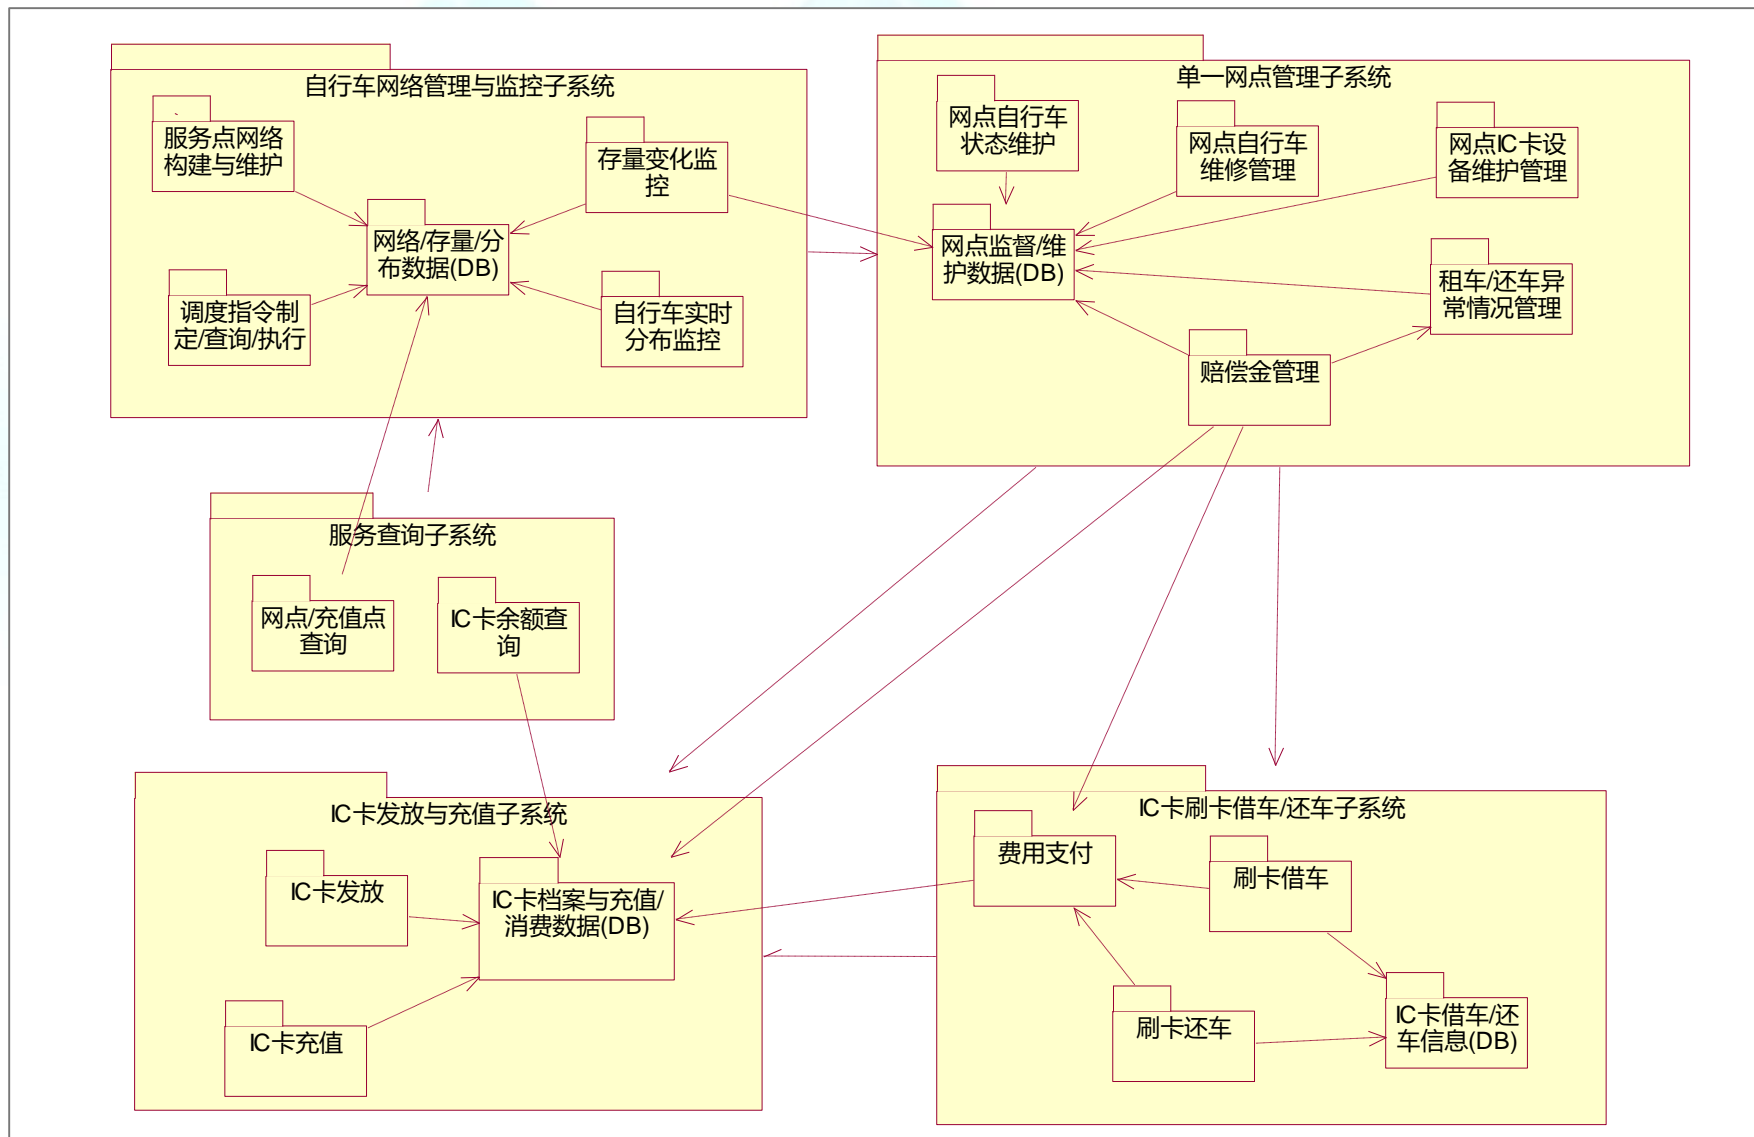 自行车网络管理与监控子系统
服务点网络
构建与维护
存量变化监
控
网络/存量/分
布数据(DB)
调度指令制
定/查询/执行
自行车实时
分布监控
单一网点管理子系统
网点自行车
状态维护
网点自行车
维修管理
网点IC卡设
备维护管理
网点监督/维
护数据(DB)
租车/还车异
常情况管理
赔偿金管理
服务查询子系统
网点/充值点
查询
IC卡余额查
询
IC卡发放与充值子系统
IC卡发放
IC卡档案与充值/
消费数据(DB)
IC卡充值
IC卡刷卡借车/还车子系统
费用支付
刷卡借车
刷卡还车
IC卡借车/还
车信息(DB)